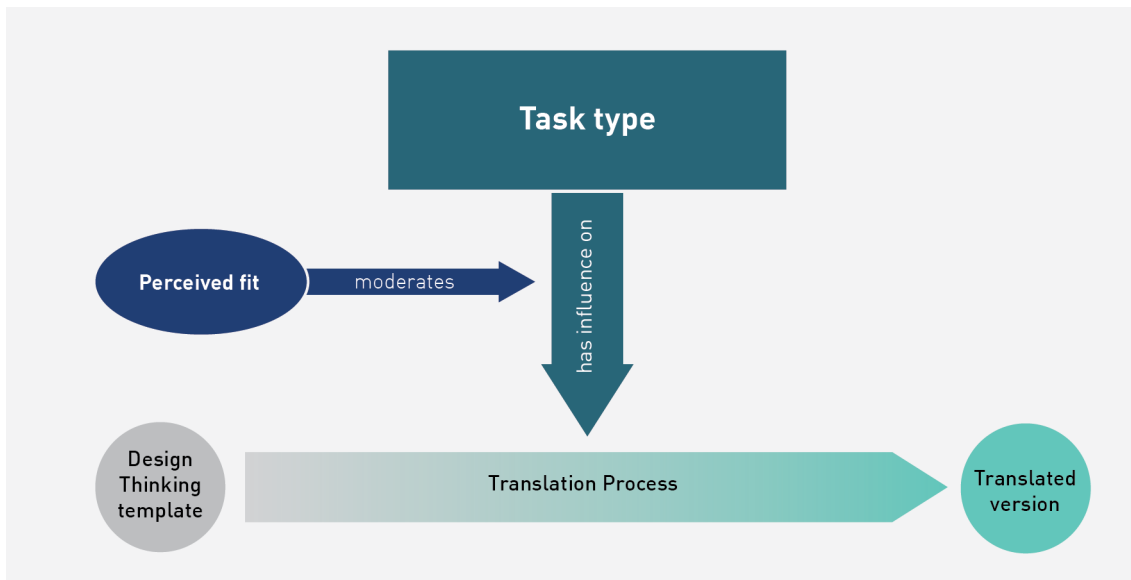 Task type
has influence on
Perceived fit
moderates
Design
Thinking
template
Translation Process
Translated
version